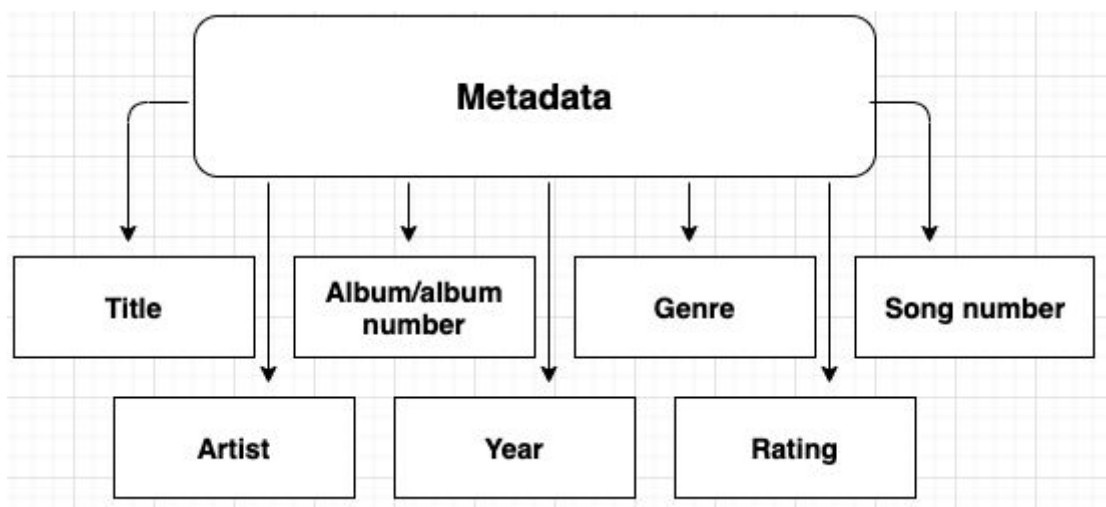 Metadata
Title
Album/album
number
Genre
Song number
Artist
Year
Rating